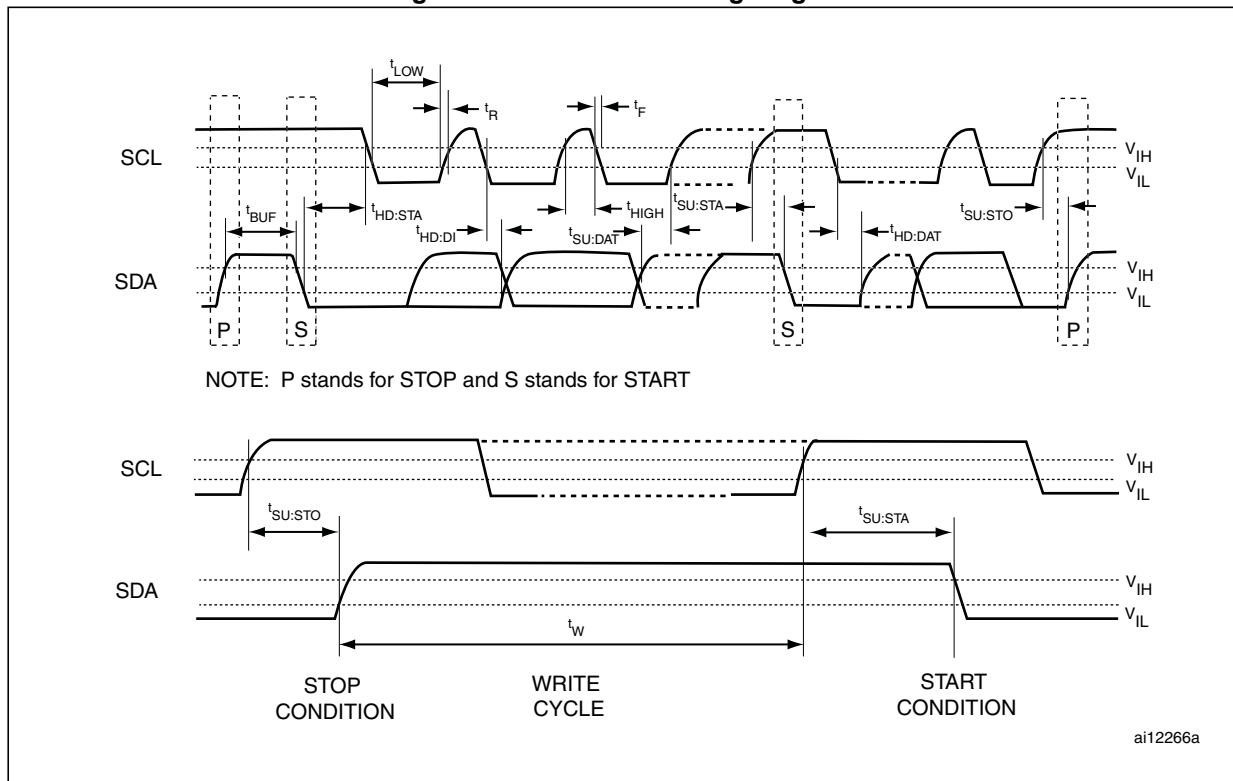 tLOW
tR
tF
SCL
VIH
VIL
tBUF
tHD:STA
tHD:DI
tSU:DAT
tHIGH
tSU:STA
tHD:DAT
tSU:STO
SDA
VIH
VIL
P
S
S
P
NOTE: P stands for STOP and S stands for START
SCL
VIH
VIL
tSU:STO
tSU:STA
SDA
VIH
VIL
tW
STOP
CONDITION
WRITE
CYCLE
START
CONDITION
ai12266a